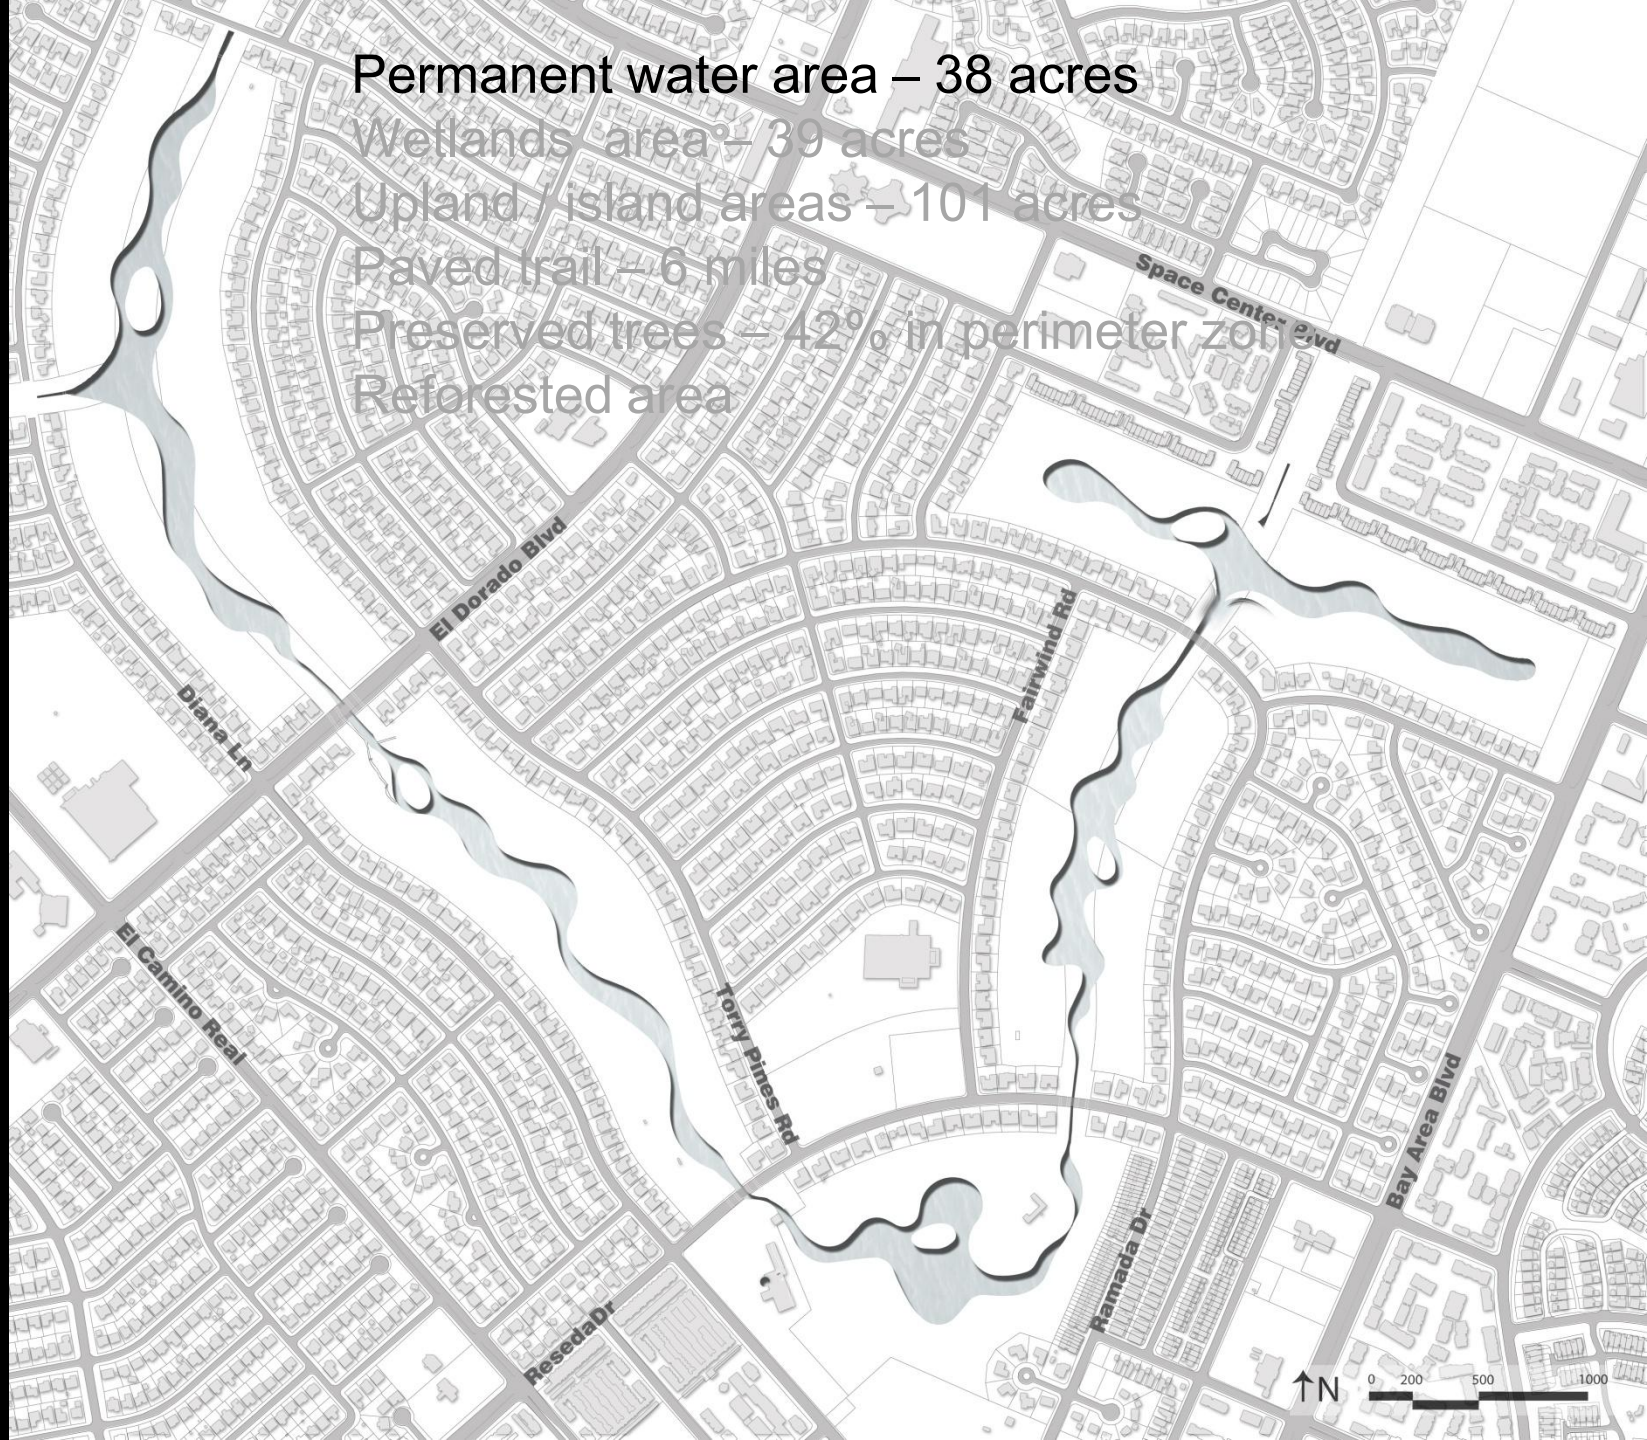 Permanent water area – 38 acres
Wetlands area – 39 acres
Upland / island areas – 101 acres
Paved trail – 6 miles
Preserved trees – 42% in perimeter zone
Reforested area
Space Center Blvd
El Dorado Blvd
Fairwind Rd
Diana Ln
El Camino Real
Torry Pines Rd
Bay Area Blvd
Ramada Dr
ResedaDr
N
0 200 500 1000